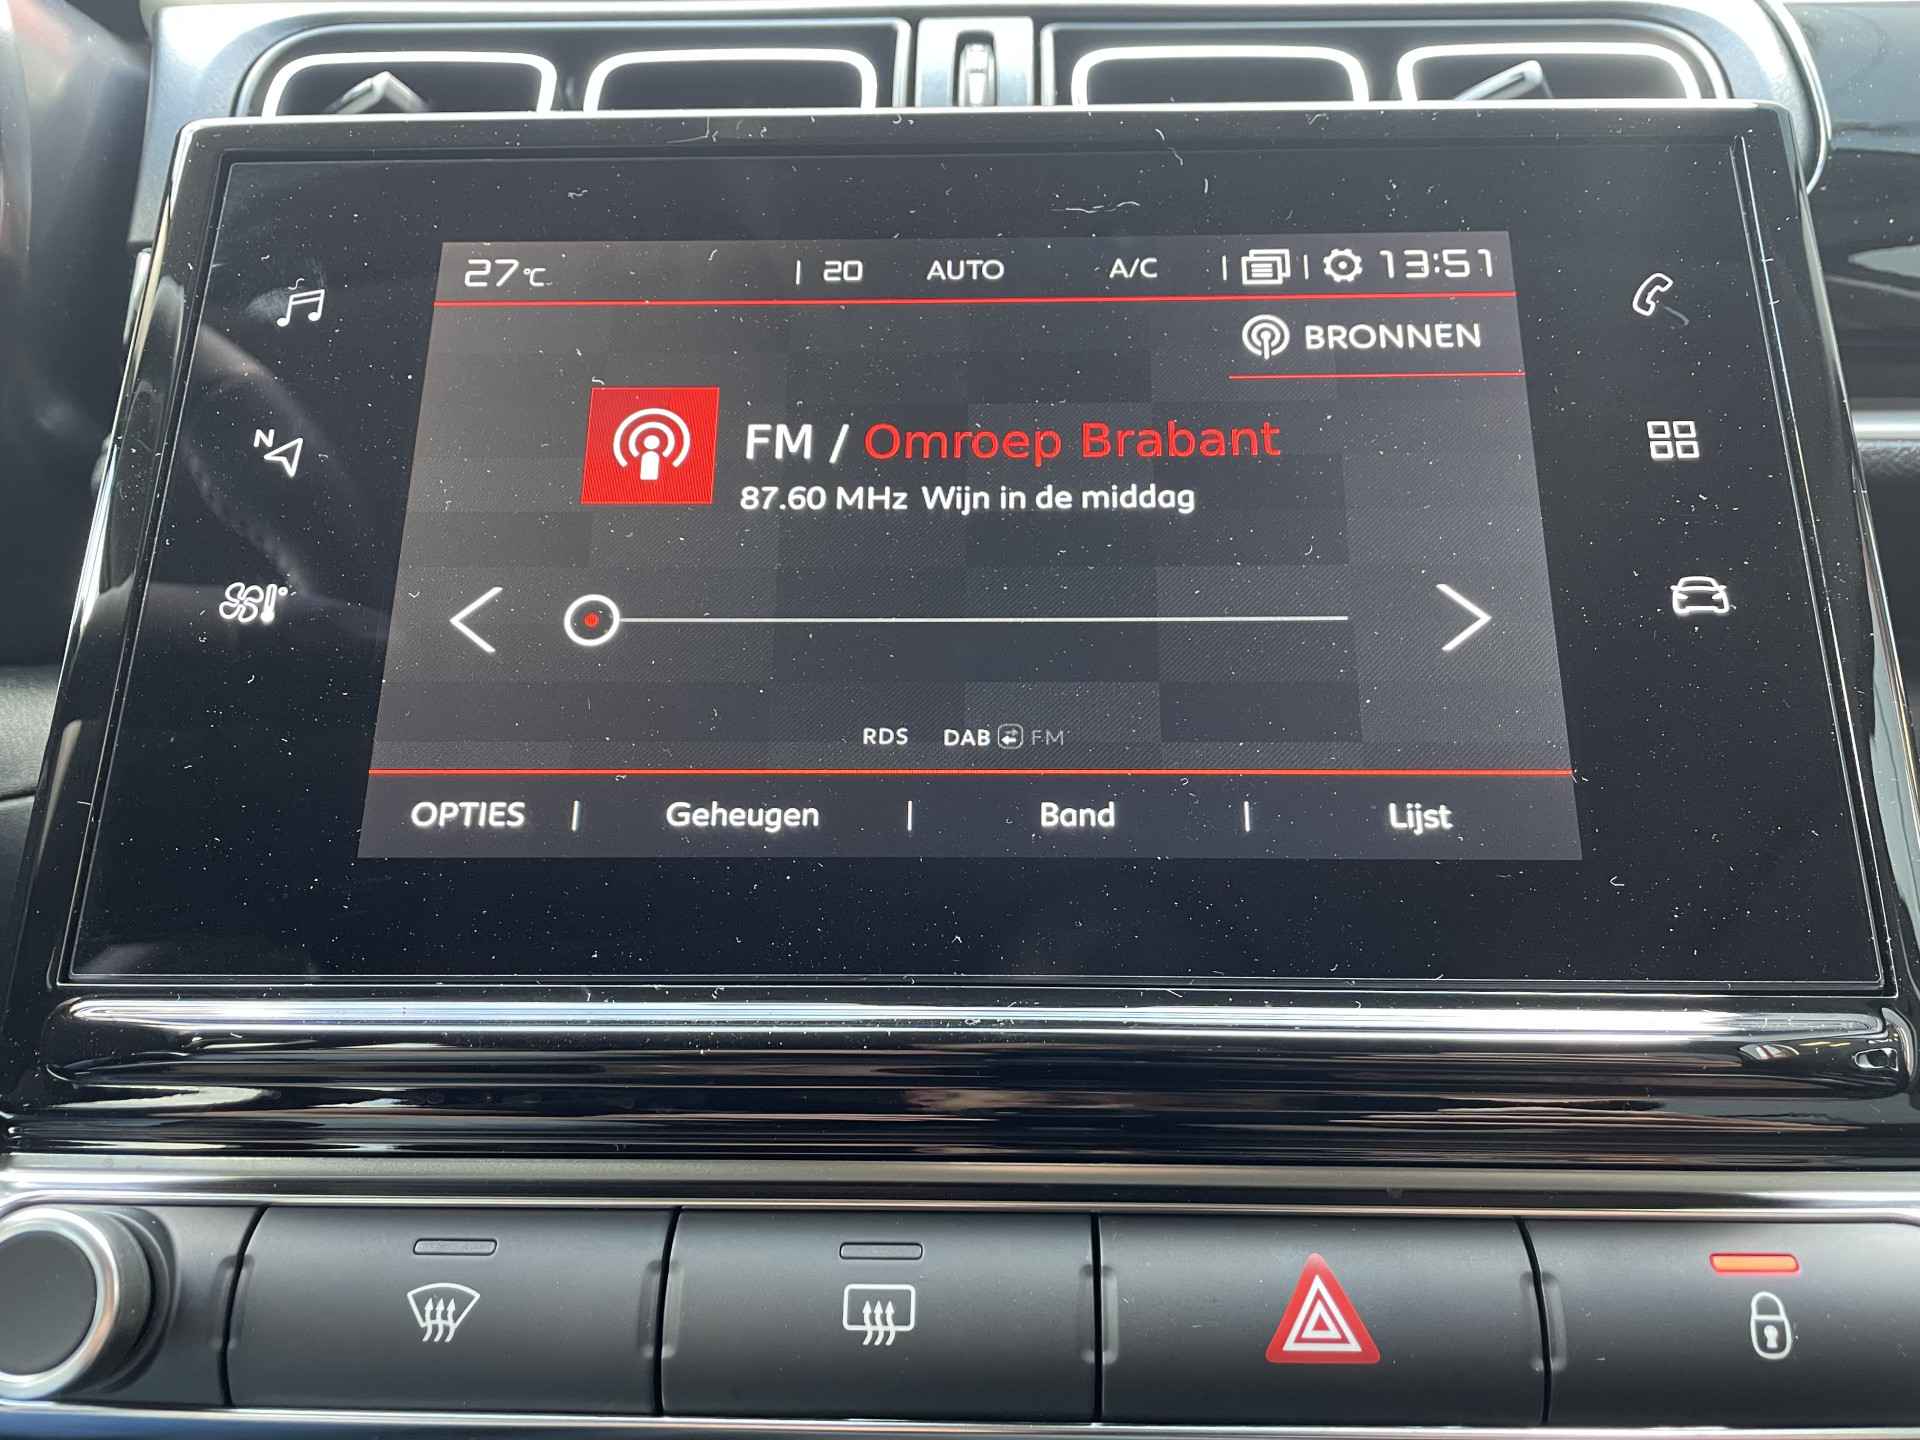 27°C | 20 AUTO A/C | | 13:51
BRONNEN
N
FM / Omroep Brabant
87.60 MHz Wijn in de middag
RDS DAB FM
OPTIES | Geheugen | Band | Lijst